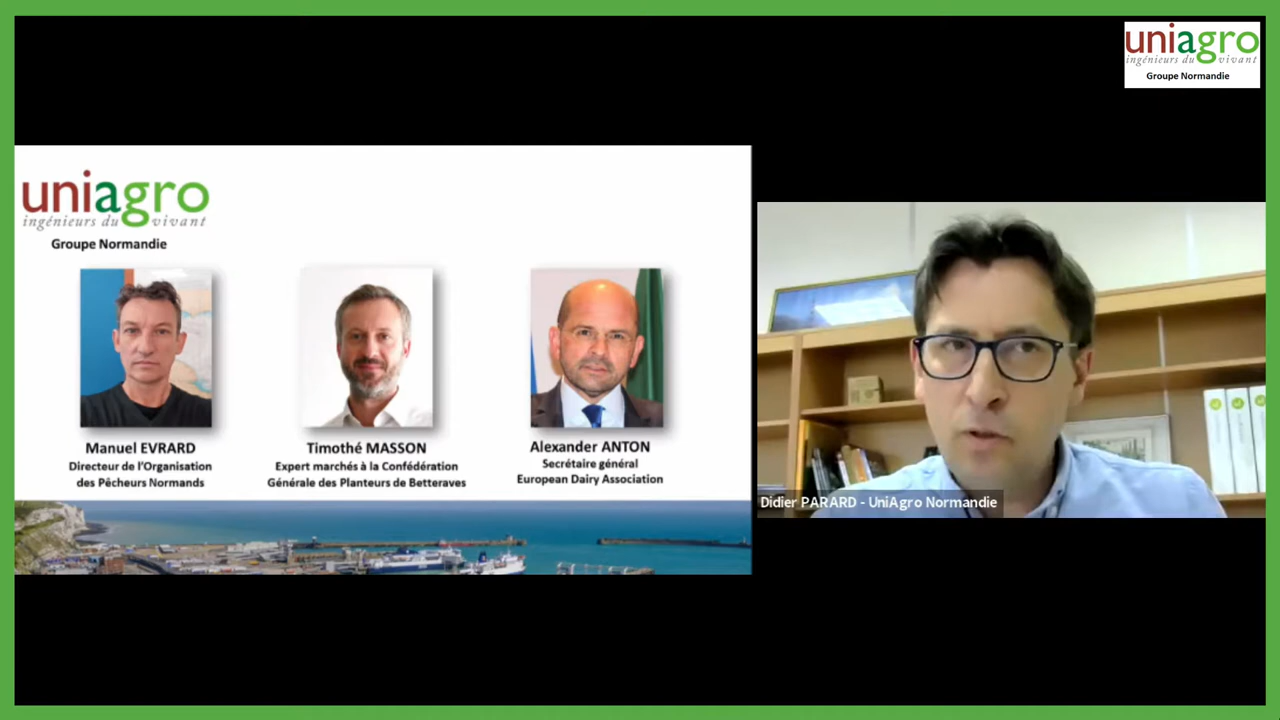 uniagro
ingénieurs du vivant
Groupe Normandie
uniagro
ingénieurs du vivant
Groupe Normandie
Manuel EVRARD
Directeur de l'Organisation
des Pêcheurs Normands
Timothé MASSON
Expert marchés à la Confédération
Générale des Planteurs de Betteraves
Alexander ANTON
Secrétaire général
European Dairy Association
Didier PARARD - UniAgro Normandie